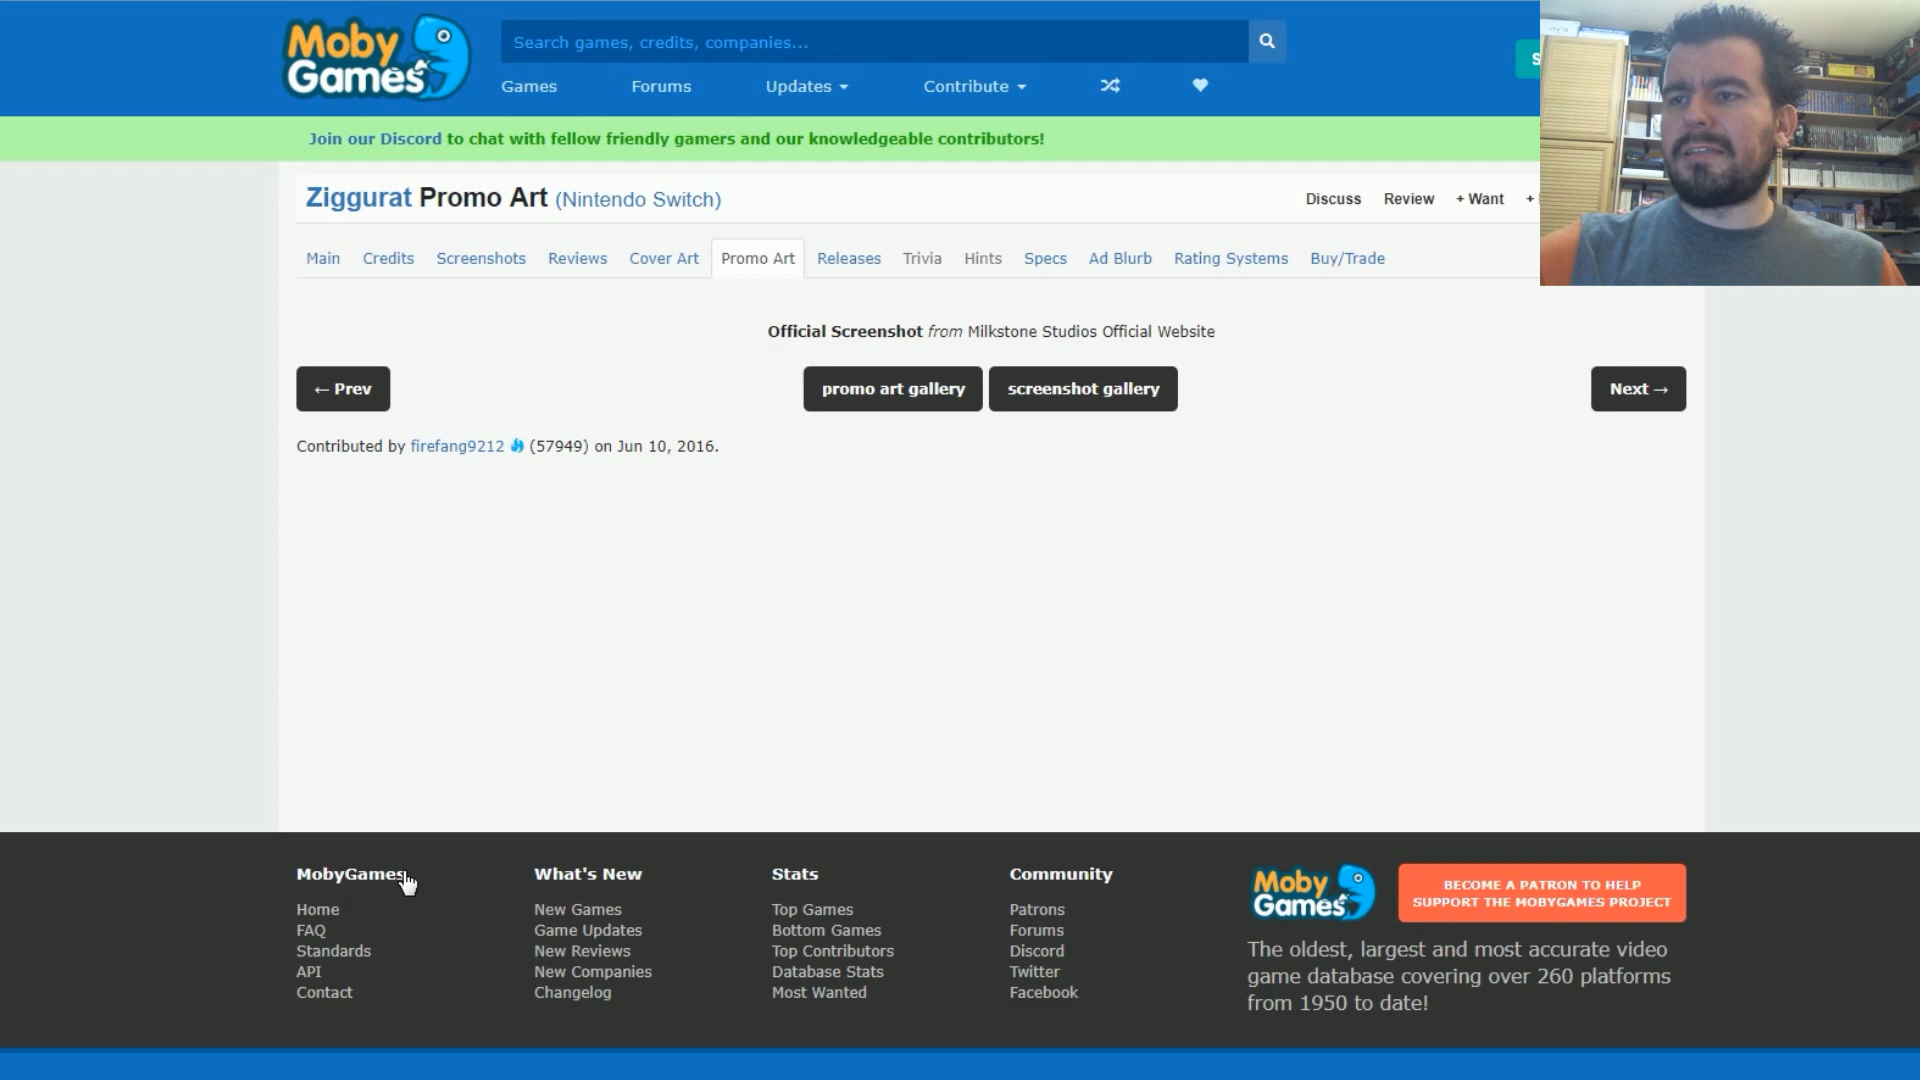 Moby
Games
Search games, credits, companies...
Games Forums Updates Contribute
S
Join our Discord to chat with fellow friendly gamers and our knowledgeable contributors!
Ziggurat Promo Art (Nintendo Switch)
Discuss Review + Want +
Main Credits Screenshots Reviews Cover Art Promo Art Releases Trivia Hints Specs Ad Blurb Rating Systems Buy/Trade
Official Screenshot from Milkstone Studios Official Website
← Prev promo art gallery screenshot gallery Next →
Contributed by firefang9212 (57949) on Jun 10, 2016.
MobyGames
Home
FAQ
Standards
API
Contact
What's New
New Games
Game Updates
New Reviews
New Companies
Changelog
Stats
Top Games
Bottom Games
Top Contributors
Database Stats
Most Wanted
Community
Patrons
Forums
Discord
Twitter
Facebook
Moby
Games
BECOME A PATRON TO HELP
SUPPORT THE MOBYGAMES PROJECT
The oldest, largest and most accurate video
game database covering over 260 platforms
from 1950 to date!